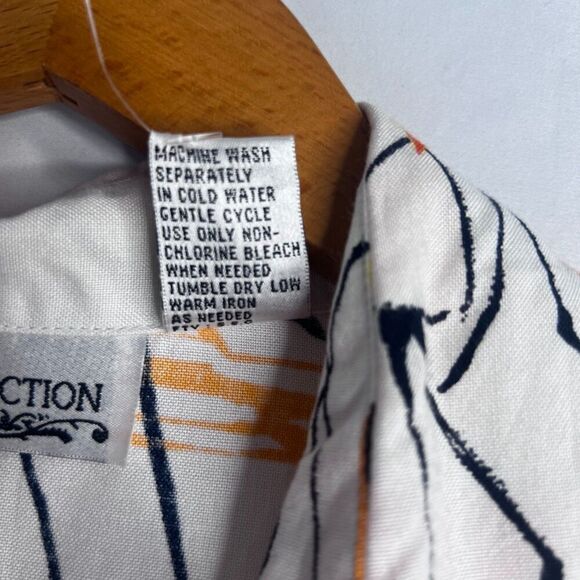 MACHINE WASH
SEPARATELY
IN COLD WATER
GENTLE CYCLE
USE ONLY NON-
CHLORINE BLEACH
WHEN NEEDED
TUMBLE DRY LOW
WARM IRON
AS NEEDED
CTION